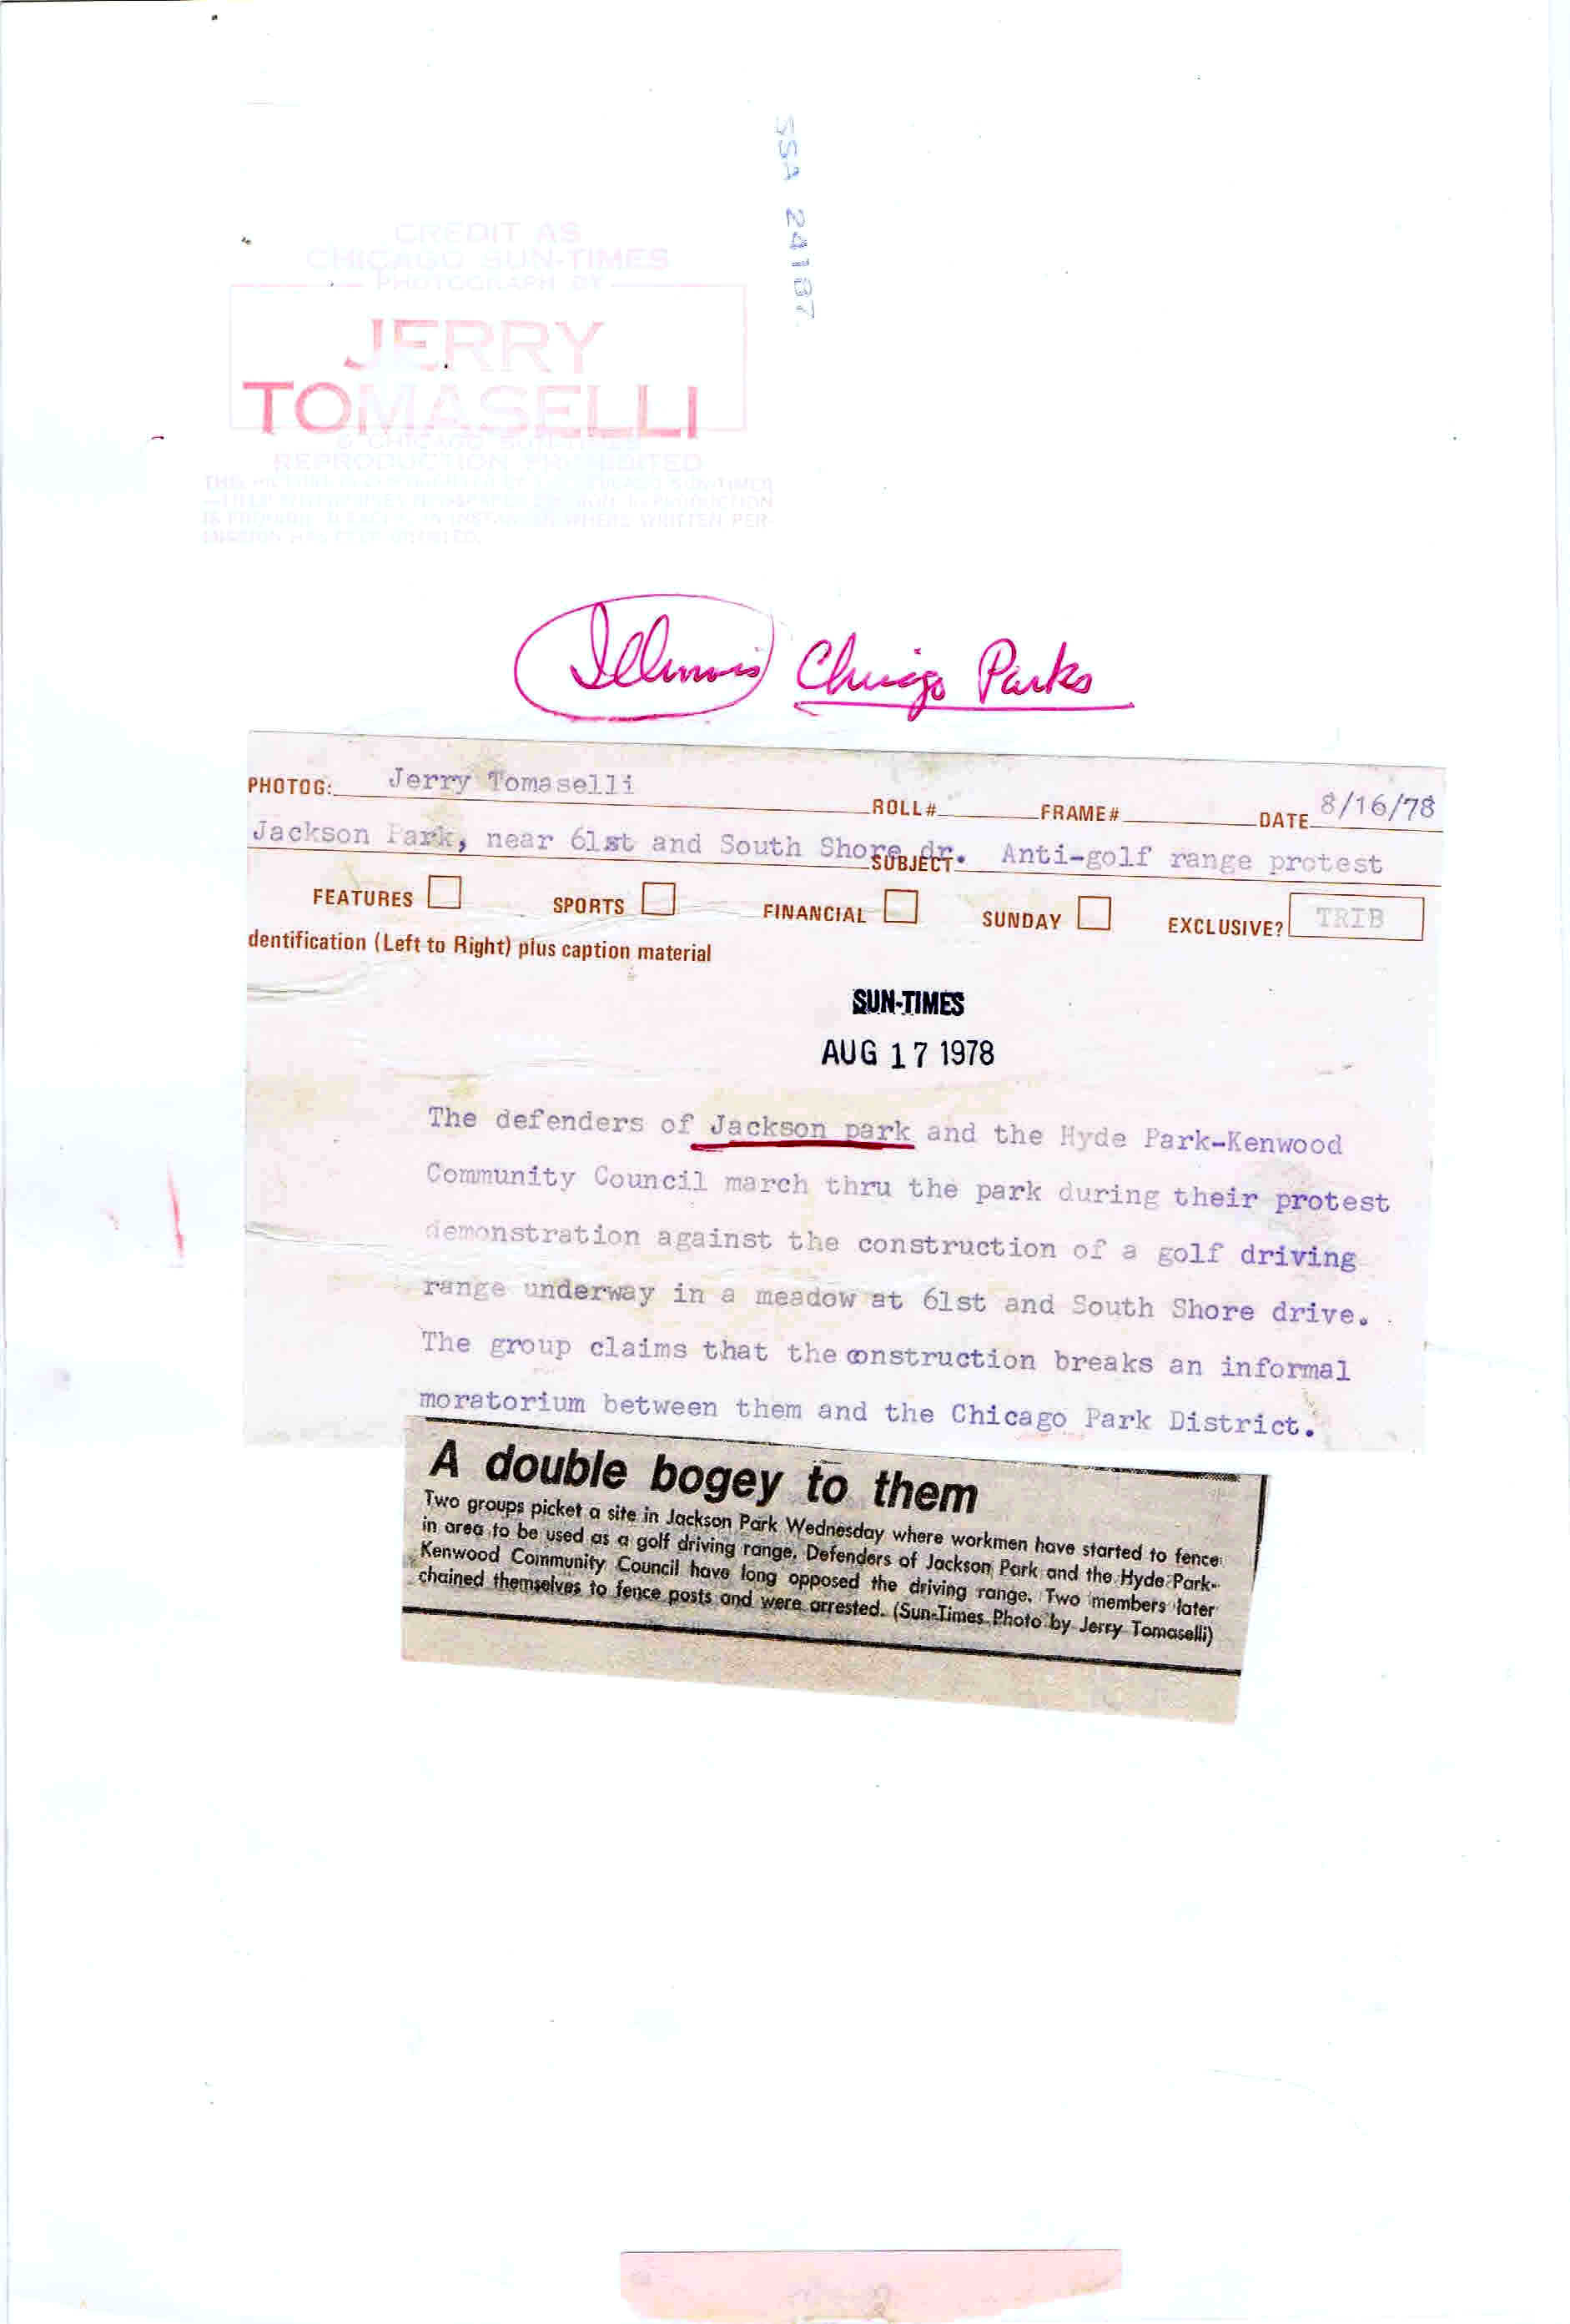 SSA 24187
CREDIT AS
CHICAGO SUN-TIMES
PHOTOGRAPH BY
JERRY
TOMASELLI
© CHICAGO SUN-TIMES
REPRODUCTION PROHIBITED
IS WHERE WRITTEN PER-
MISSION
Illinois Chicago Parks
PHOTOG: Jerry Tomaselli ROLL# FRAME# DATE 8/16/78
Jackson Park, near 61st and South Shore dr. Anti-golf range protest
SUBJECT
FEATURES SPORTS FINANCIAL SUNDAY EXCLUSIVE? TRIB
dentification (Left to Right) plus caption material
SUN-TIMES
AUG 17 1978
The defenders of Jackson park and the Hyde Park-Kenwood
Community Council march thru the park during their protest
demonstration against the construction of a golf driving
range underway in a meadow at 61st and South Shore drive.
The group claims that the construction breaks an informal
moratorium between them and the Chicago Park District.
A double bogey to them
Two groups picket a site in Jackson Park Wednesday where workmen have started to fence
in area to be used as a golf driving range. Defenders of Jackson Park and the Hyde Park-
Kenwood Community Council have long opposed the driving range. Two members later
chained themselves to fence posts and were arrested. (Sun-Times Photo by Jerry Tomaselli)